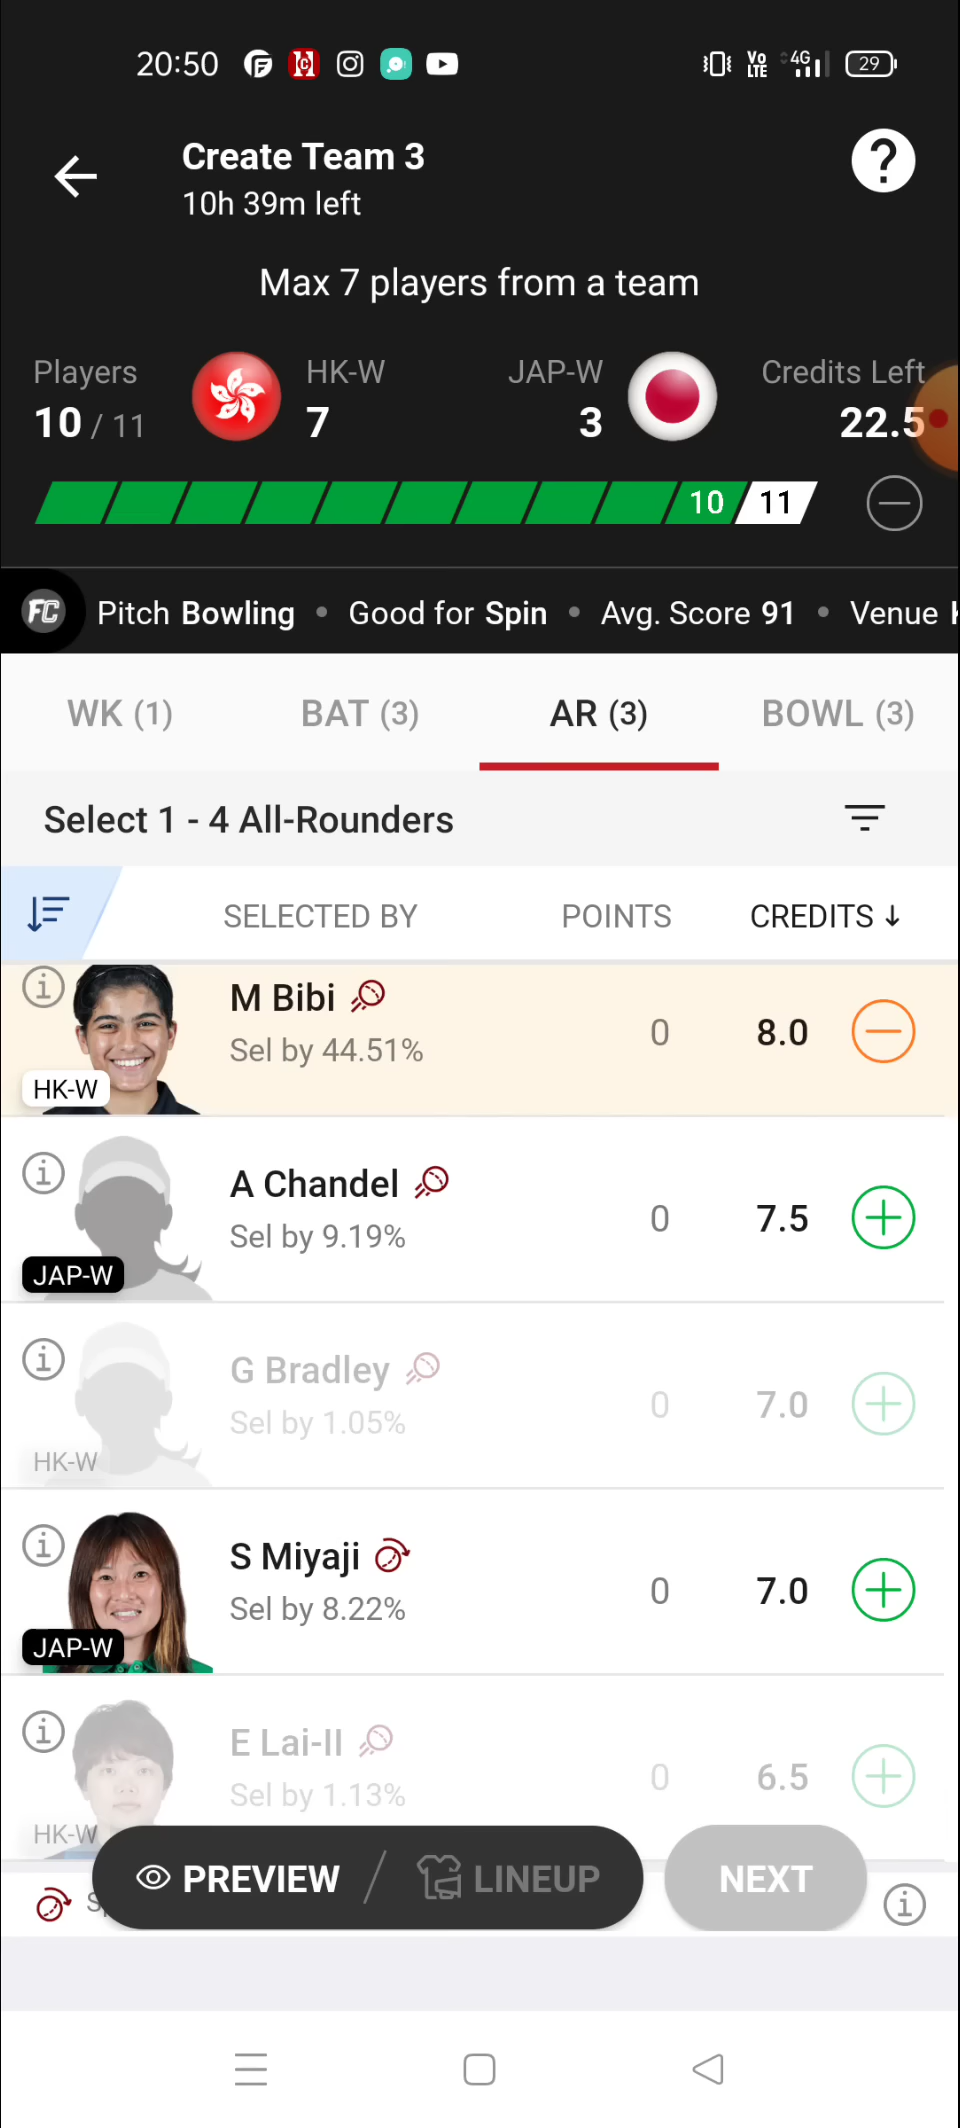 20:50
Vo LTE 4G 29
Create Team 3
10h 39m left
?
Max 7 players from a team
Players HK-W JAP-W Credits Left
10 / 11 7 3 22.5
10 11
FC Pitch Bowling • Good for Spin • Avg. Score 91 • Venue
WK (1) BAT (3) AR (3) BOWL (3)
Select 1 - 4 All-Rounders
SELECTED BY POINTS CREDITS ↓
M Bibi
Sel by 44.51% 0 8.0
HK-W
A Chandel
Sel by 9.19% 0 7.5
JAP-W
G Bradley
Sel by 1.05% 0 7.0
HK-W
S Miyaji
Sel by 8.22% 0 7.0
JAP-W
E Lai-II
Sel by 1.13% 0 6.5
HK-W
PREVIEW / LINEUP NEXT